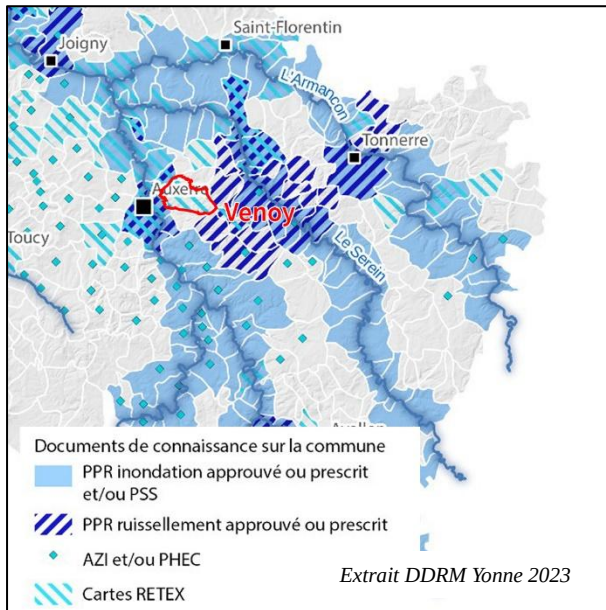 Saint-Florentin
Joigny
L'Armançon
Tonnerre
Auxerre
Venoy
Toucy
Le Serein
Avallon
Documents de connaissance sur la commune
PPR inondation approuvé ou prescrit
et/ou PSS
PPR ruissellement approuvé ou prescrit
AZI et/ou PHEC
Cartes RETEX
Extrait DDRM Yonne 2023